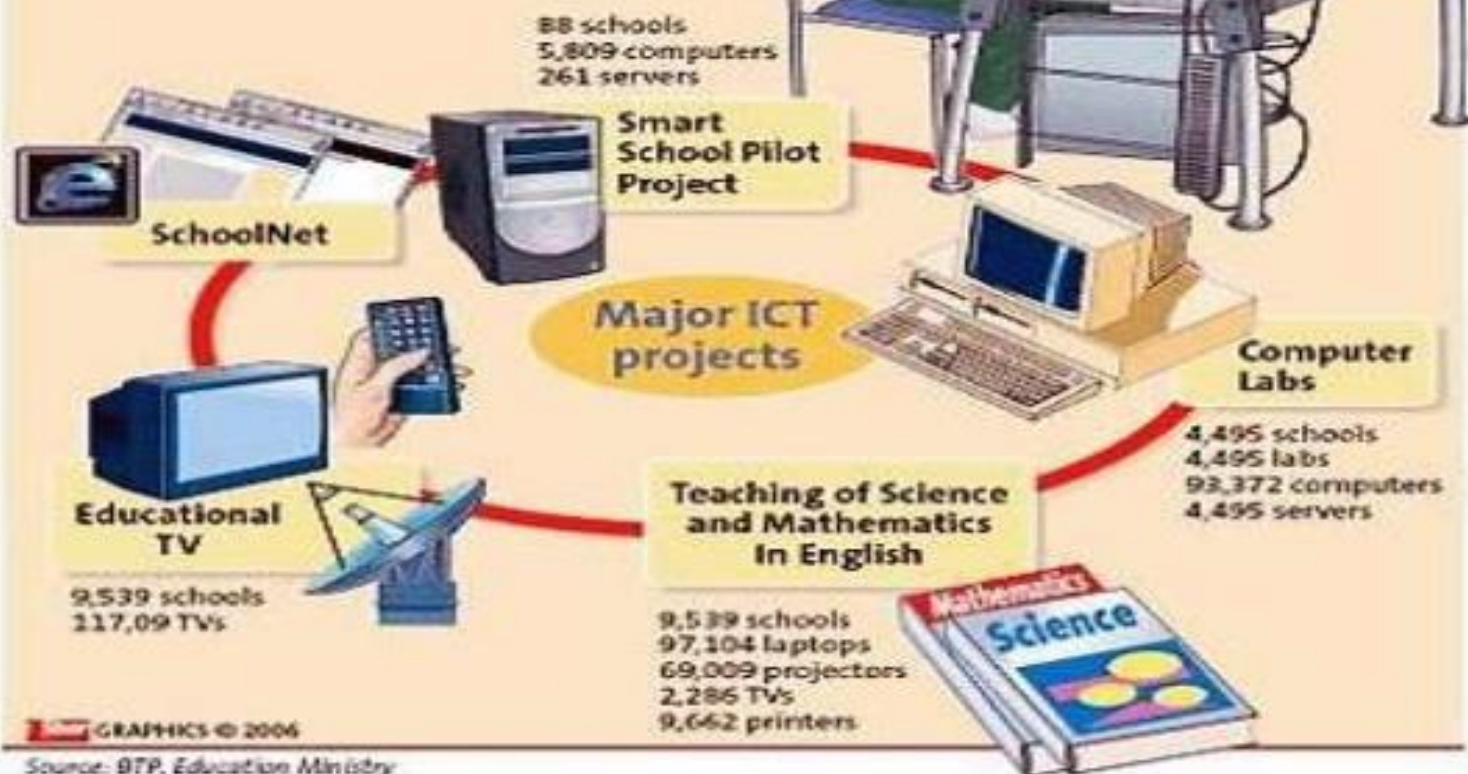 88 schools
5,809 computers
261 servers
Smart
School Pilot
Project
SchoolNet
Major ICT
projects
Computer
Labs
4,495 schools
4,495 labs
93,372 computers
4,495 servers
Educational
TV
9,539 schools
117,09 TVs
Teaching of Science
and Mathematics
In English
9,539 schools
97,104 laptops
69,009 projectors
2,286 TVs
9,662 printers
Mathematics
Science
GRAPHICS © 2006
Source: BTP, Education Ministry